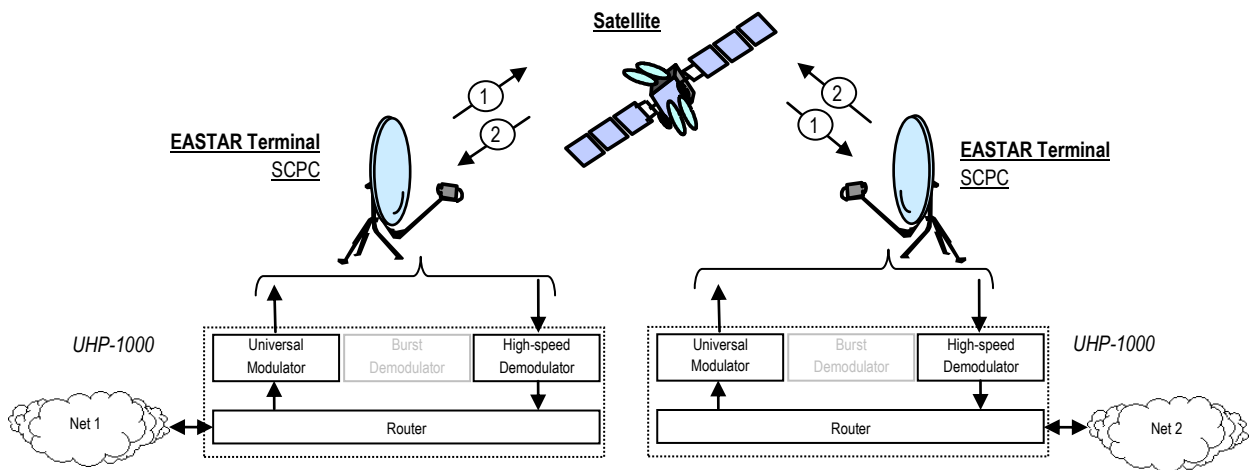 Satellite
1
2
2
1
EASTAR Terminal
SCPC
EASTAR Terminal
SCPC
UHP-1000
Universal
Modulator
Burst
Demodulator
High-speed
Demodulator
Router
Net 1
Universal
Modulator
Burst
Demodulator
High-speed
Demodulator
Router
UHP-1000
Net 2